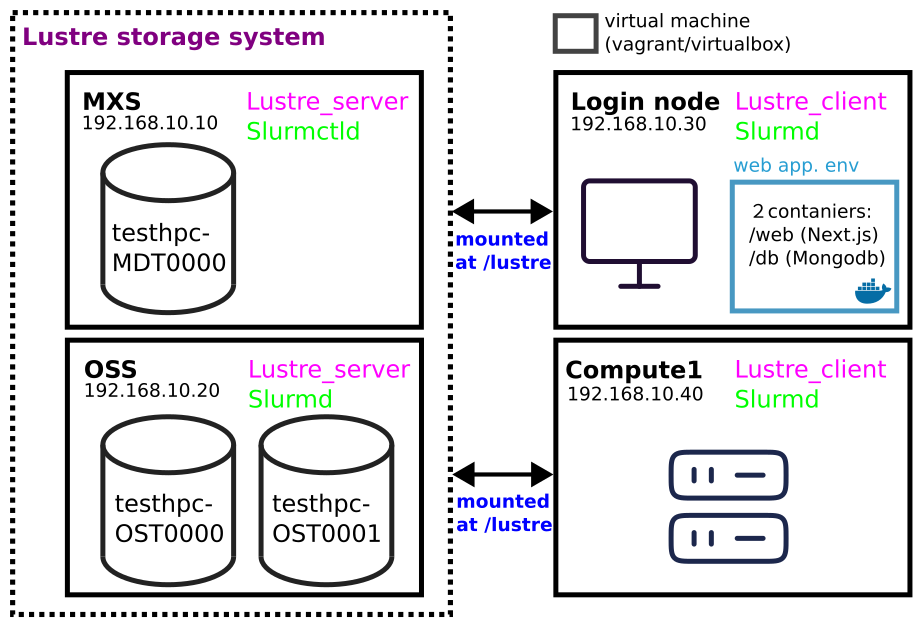 Lustre storage system
virtual machine
(vagrant/virtualbox)
MXS
192.168.10.10
Lustre_server
Slurmctld
testhpc-
MDT0000
mounted
at /lustre
Login node
192.168.10.30
Lustre_client
Slurmd
web app. env
2 contaniers:
/web (Next.js)
/db (Mongodb)
OSS
192.168.10.20
Lustre_server
Slurmd
testhpc-
OST0000
testhpc-
OST0001
mounted
at /lustre
Compute1
192.168.10.40
Lustre_client
Slurmd